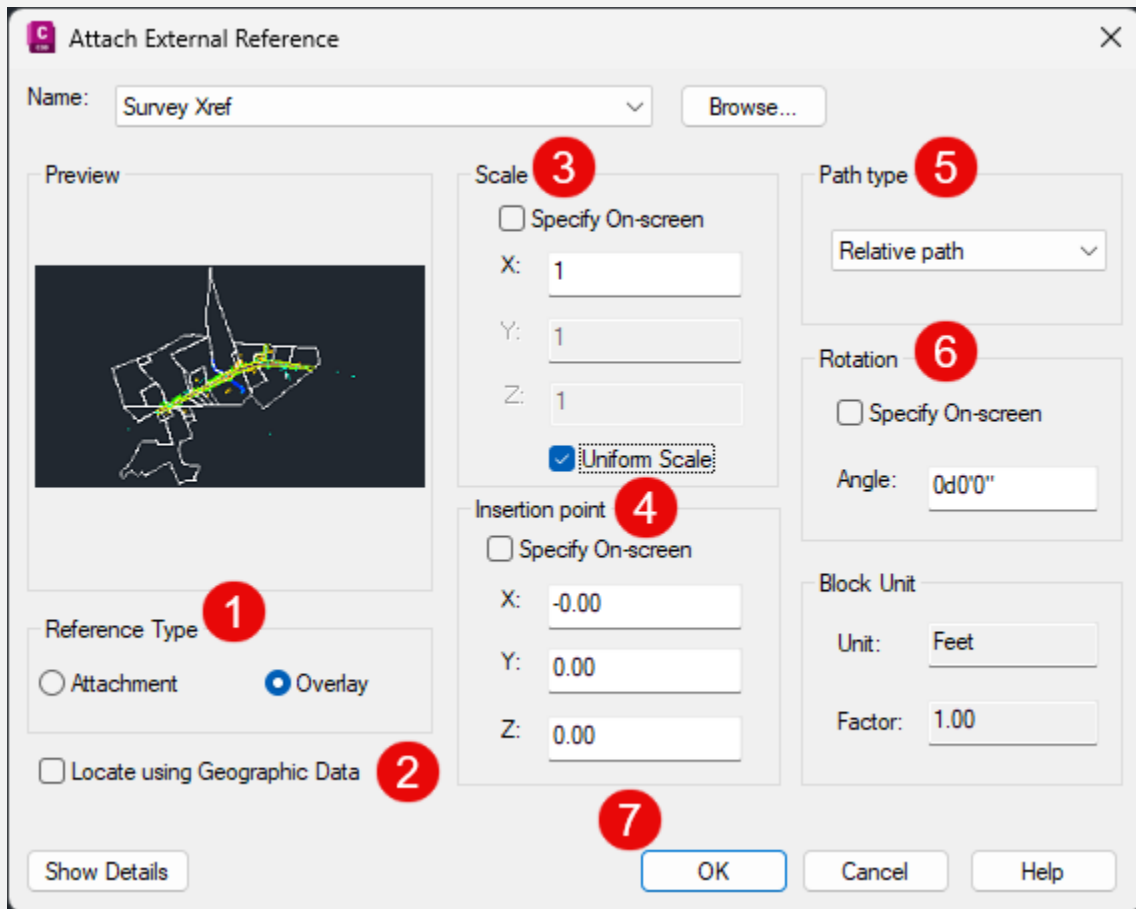 Attach External Reference
Name: Survey Xref Browse...
Preview
Scale 3
Specify On-screen
X: 1
Y: 1
Z: 1
Uniform Scale
Path type 5
Relative path
Rotation 6
Specify On-screen
Angle: 0d0'0"
Insertion point 4
Specify On-screen
X: -0.00
Y: 0.00
Z: 0.00
Block Unit
Unit: Feet
Factor: 1.00
Reference Type 1
Attachment Overlay
Locate using Geographic Data 2
7
Show Details OK Cancel Help